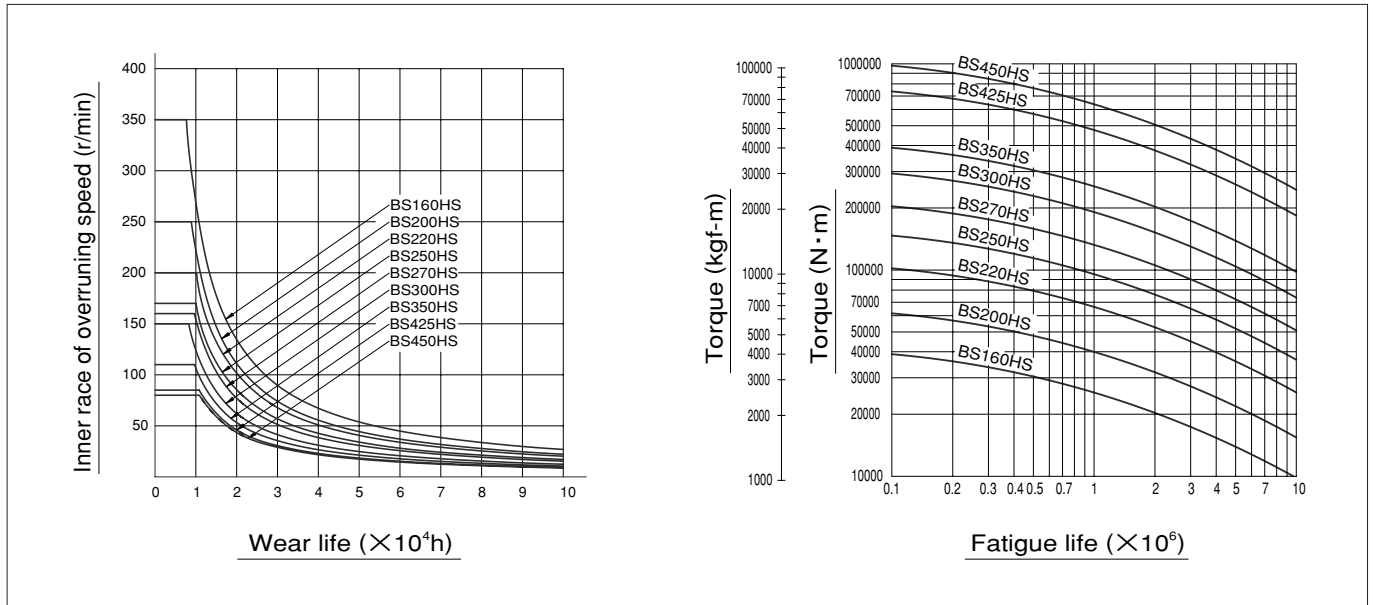 400
350
300
250
200
150
100
50
0 1 2 3 4 5 6 7 8 9 10
Inner race of overruning speed (r/min)
BS160HS
BS200HS
BS220HS
BS250HS
BS270HS
BS300HS
BS350HS
BS425HS
BS450HS
Wear life (×10⁴h)
100000
70000
50000
40000
30000
20000
10000
7000
5000
4000
3000
2000
1000
Torque (kgf-m)
1000000
700000
500000
400000
300000
200000
100000
70000
50000
40000
30000
20000
10000
Torque (N·m)
BS450HS
BS425HS
BS350HS
BS300HS
BS270HS
BS250HS
BS220HS
BS200HS
BS160HS
0.1 0.2 0.3 0.4 0.5 0.7 1 2 3 4 5 7 10
Fatigue life (×10⁶)